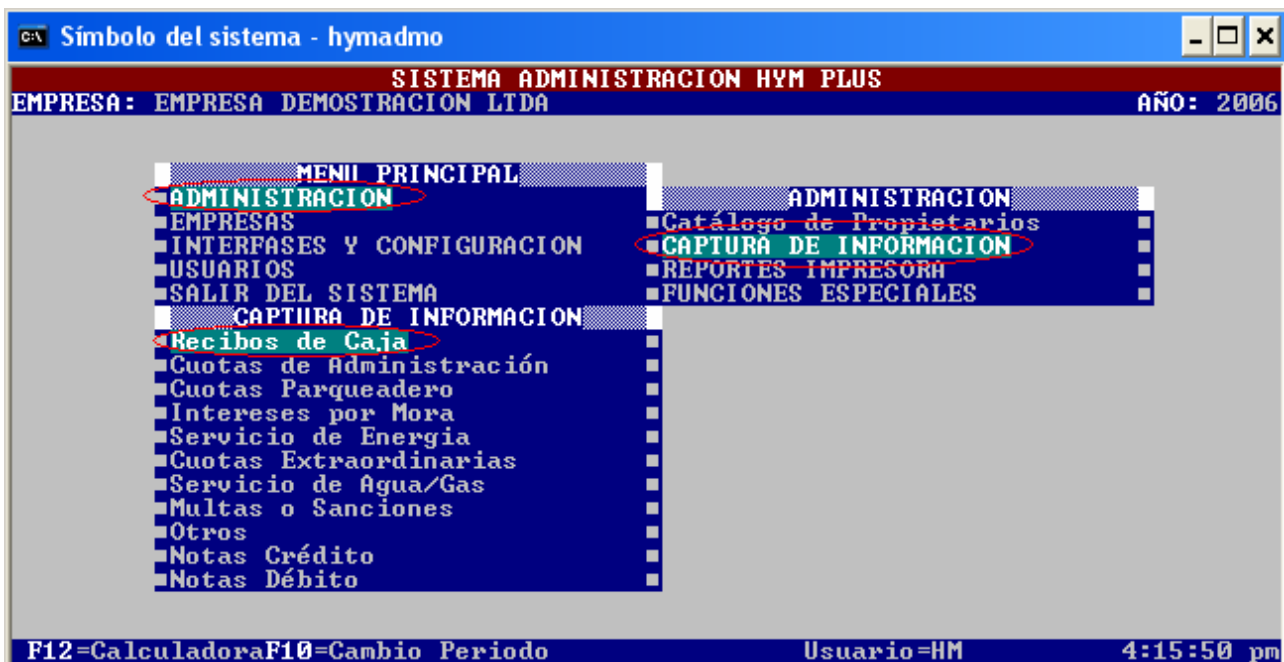 Símbolo del sistema - hymadmo
SISTEMA ADMINISTRACION HYM PLUS
EMPRESA: EMPRESA DEMOSTRACION LTDA AÑO: 2006
MENU PRINCIPAL
ADMINISTRACION
EMPRESAS
INTERFASES Y CONFIGURACION
USUARIOS
SALIR DEL SISTEMA
ADMINISTRACION
Catálogo de Propietarios
CAPTURA DE INFORMACION
REPORTES IMPRESORA
FUNCIONES ESPECIALES
CAPTURA DE INFORMACION
Recibos de Caja
Cuotas de Administración
Cuotas Parqueadero
Intereses por Mora
Servicio de Energia
Cuotas Extraordinarias
Servicio de Agua/Gas
Multas o Sanciones
Otros
Notas Crédito
Notas Débito
F12=CalculadoraF10=Cambio Periodo Usuario=HM 4:15:50 pm